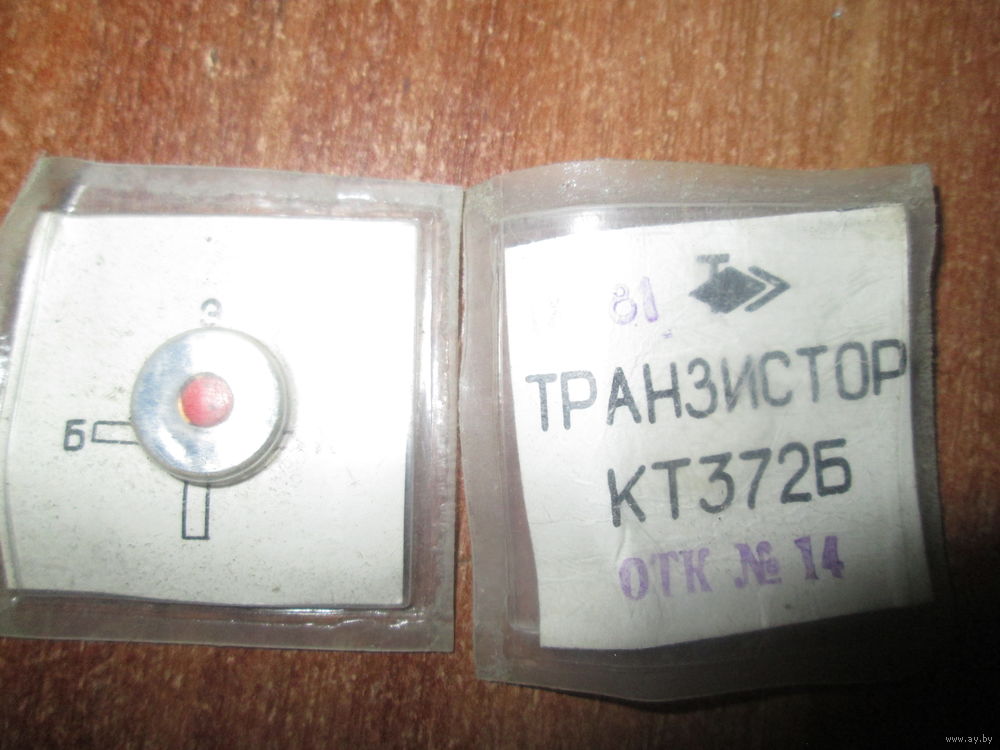 Б
81
ТРАНЗИСТОР
КТ372Б
ОТК № 14
www.ay.by